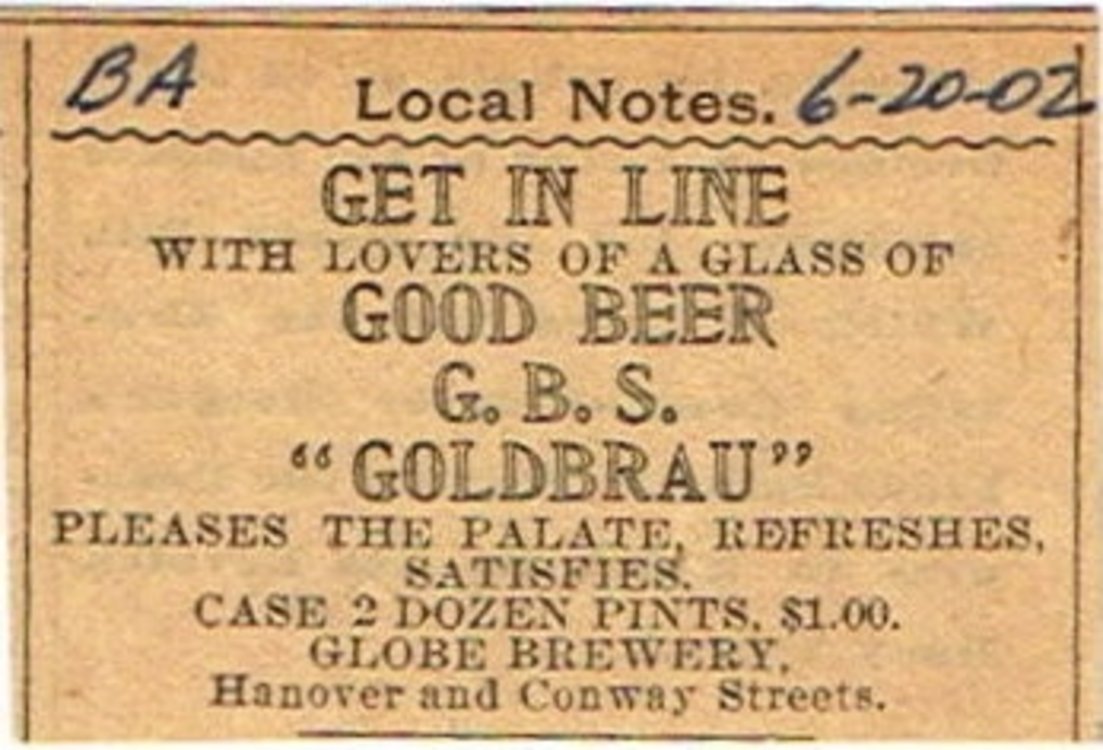 BA Local Notes. 6-20-02
GET IN LINE
WITH LOVERS OF A GLASS OF
GOOD BEER
G. B. S.
“GOLDBRAU”
PLEASES THE PALATE, REFRESHES,
SATISFIES.
CASE 2 DOZEN PINTS, $1.00.
GLOBE BREWERY,
Hanover and Conway Streets.